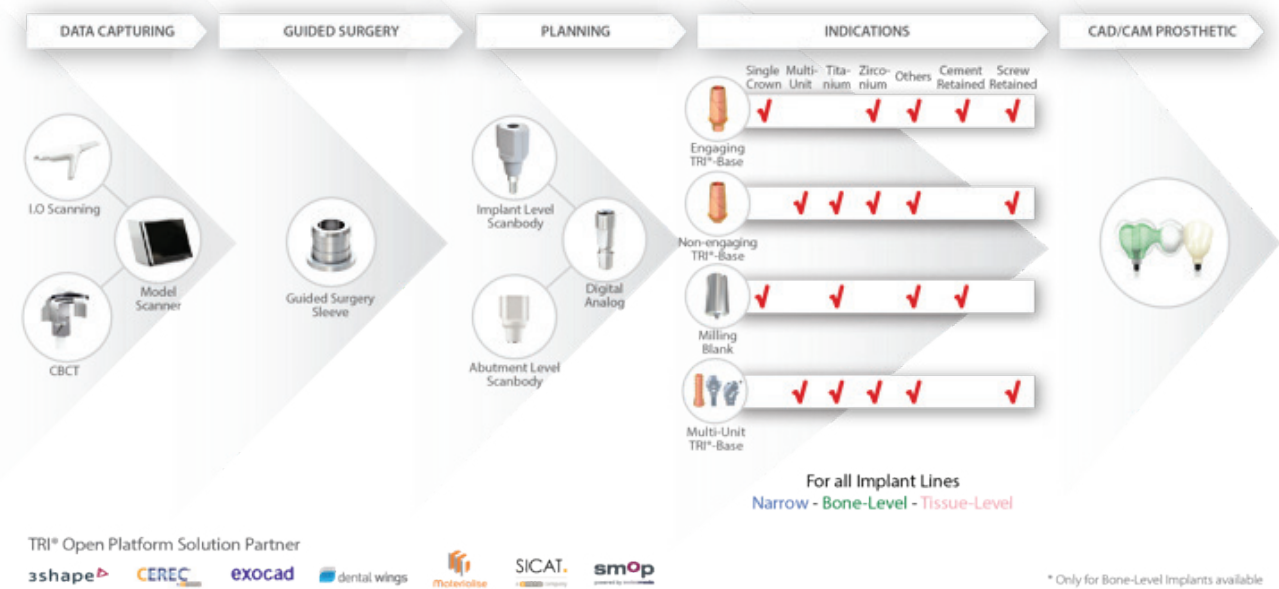 DATA CAPTURING
GUIDED SURGERY
PLANNING
INDICATIONS
CAD/CAM PROSTHETIC
I.O Scanning
Model
Scanner
CBCT
Guided Surgery
Sleeve
Implant Level
Scanbody
Digital
Analog
Abutment Level
Scanbody
Single
Crown
Multi-
Unit
Tita-
nium
Zirco-
nium
Others
Cement
Retained
Screw
Retained
Engaging
TRI®-Base
Non-engaging
TRI®-Base
Milling
Blank
*
Multi-Unit
TRI®-Base
For all Implant Lines
Narrow - Bone-Level - Tissue-Level
TRI® Open Platform Solution Partner
3shape
CEREC
exocad
dental wings
Materialise
SICAT.
smop
* Only for Bone-Level Implants available